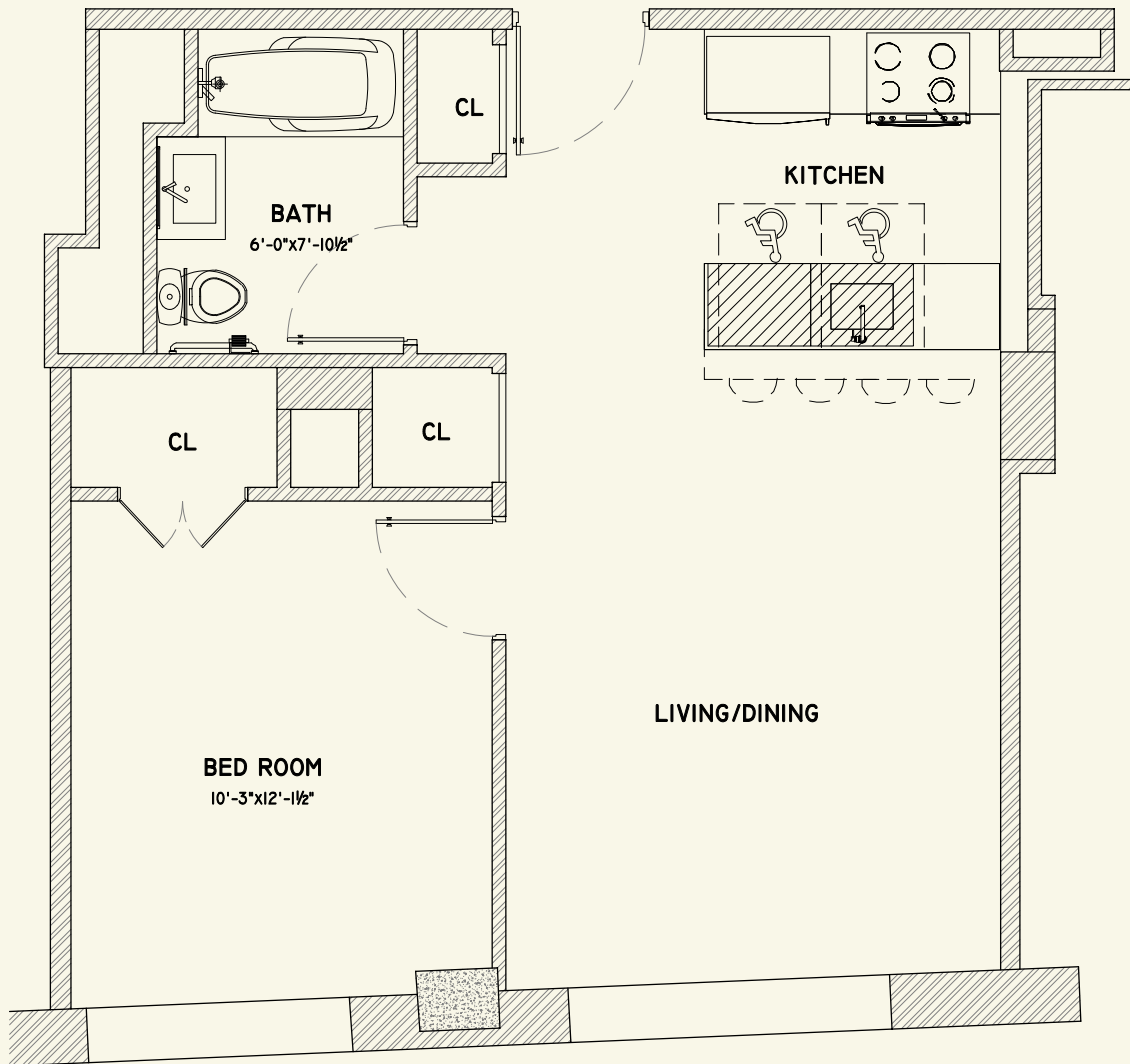 CL
KITCHEN
BATH
6'-0"x7'-10½"
CL
CL
LIVING/DINING
BED ROOM
10'-3"x12'-1½"